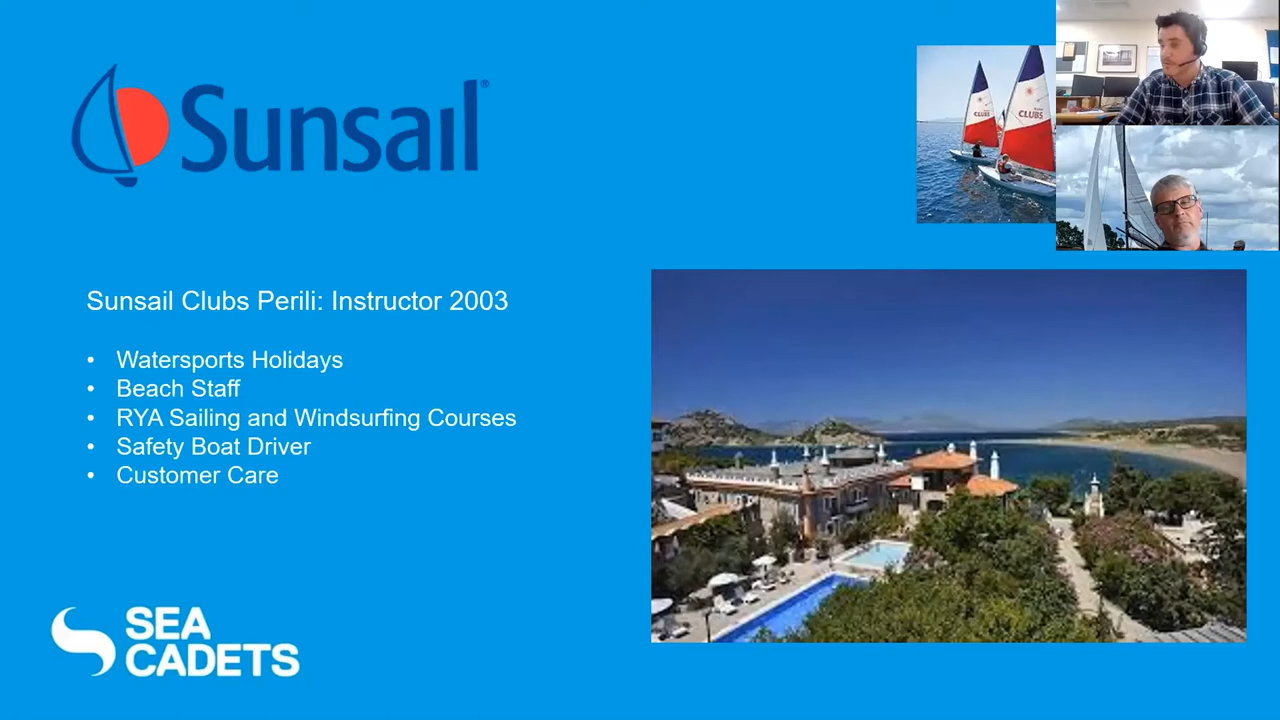 Sunsail®
CLUBS
CLUBS
Sunsail Clubs Perili: Instructor 2003
• Watersports Holidays
• Beach Staff
• RYA Sailing and Windsurfing Courses
• Safety Boat Driver
• Customer Care
SEA
CADETS